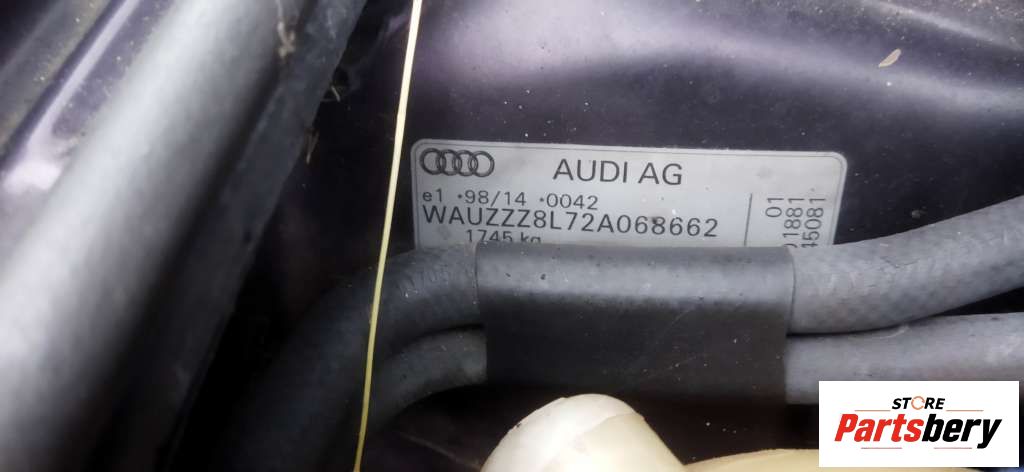 AUDI AG
e1 *98/14 *0042
WAUZZZ8L72A068662
1745 kg
01
STORE
Partsbery